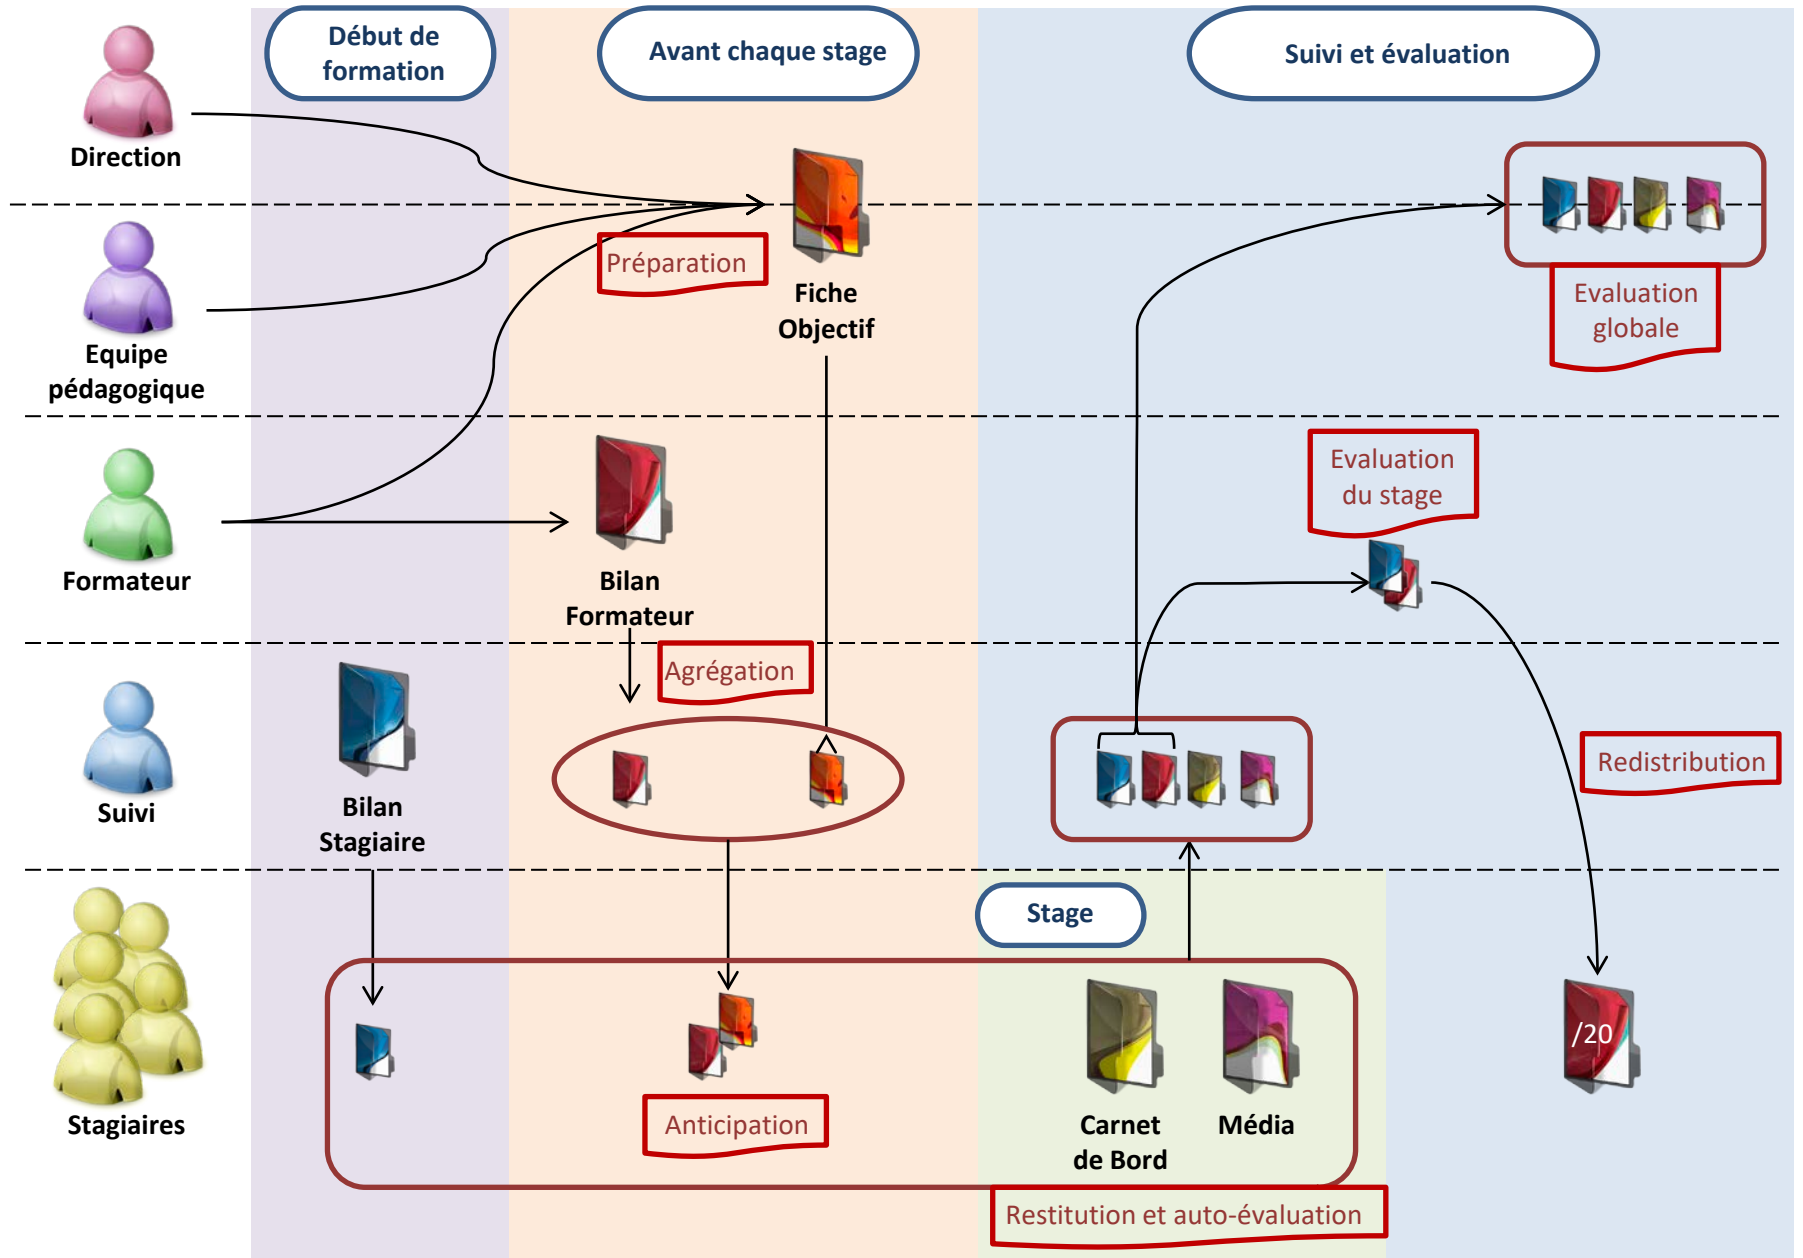 Début de
formation
Avant chaque stage
Suivi et évaluation
Direction
Préparation
Fiche
Objectif
Evaluation
globale
Equipe
pédagogique
Evaluation
du stage
Formateur
Bilan
Formateur
Agrégation
Suivi
Bilan
Stagiaire
Redistribution
Stage
/20
Stagiaires
Anticipation
Carnet
de Bord
Média
Restitution et auto-évaluation